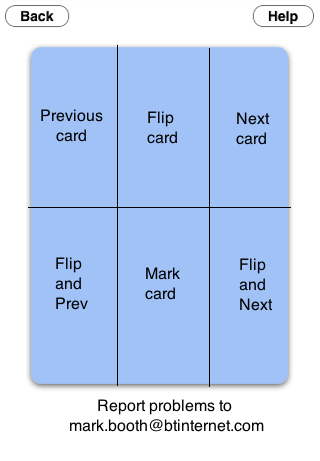 Back
Help
Previous
card
Flip
card
Next
card
Flip
and
Prev
Mark
card
Flip
and
Next
Report problems to
mark.booth@btinternet.com